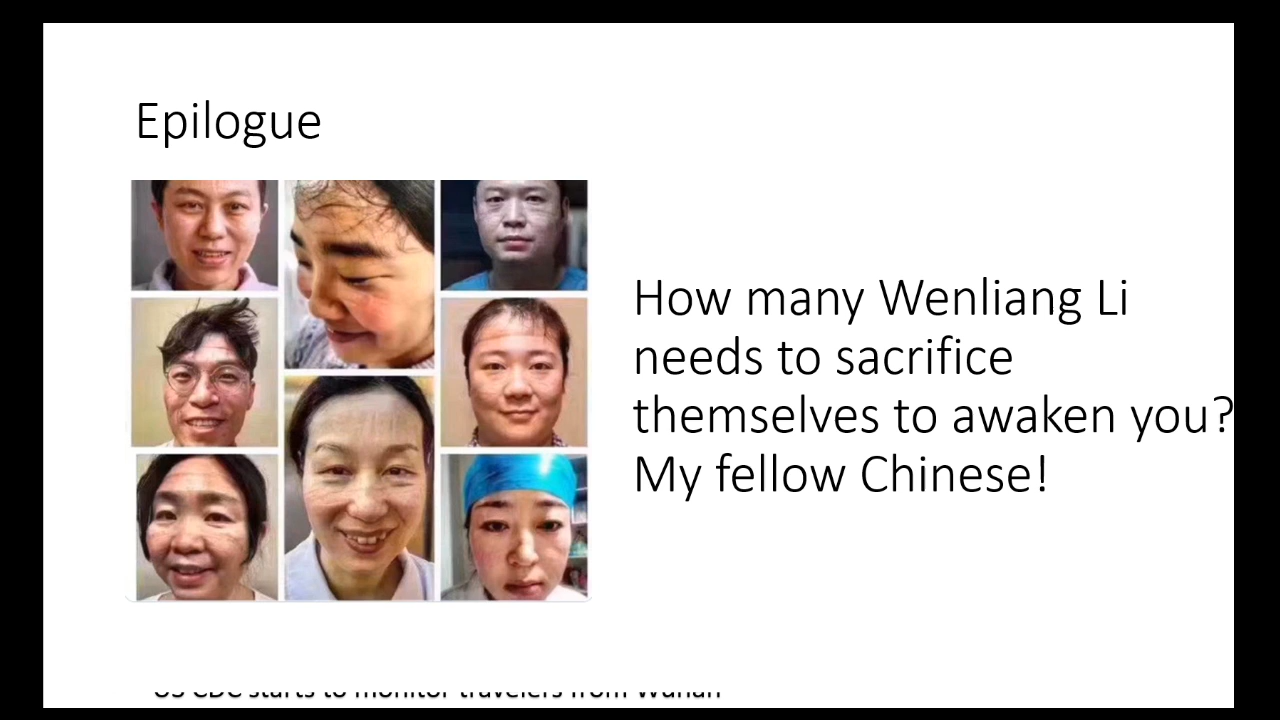 Epilogue
How many Wenliang Li
needs to sacrifice
themselves to awaken you?
My fellow Chinese!
US CDC starts to monitor travelers from Wuhan